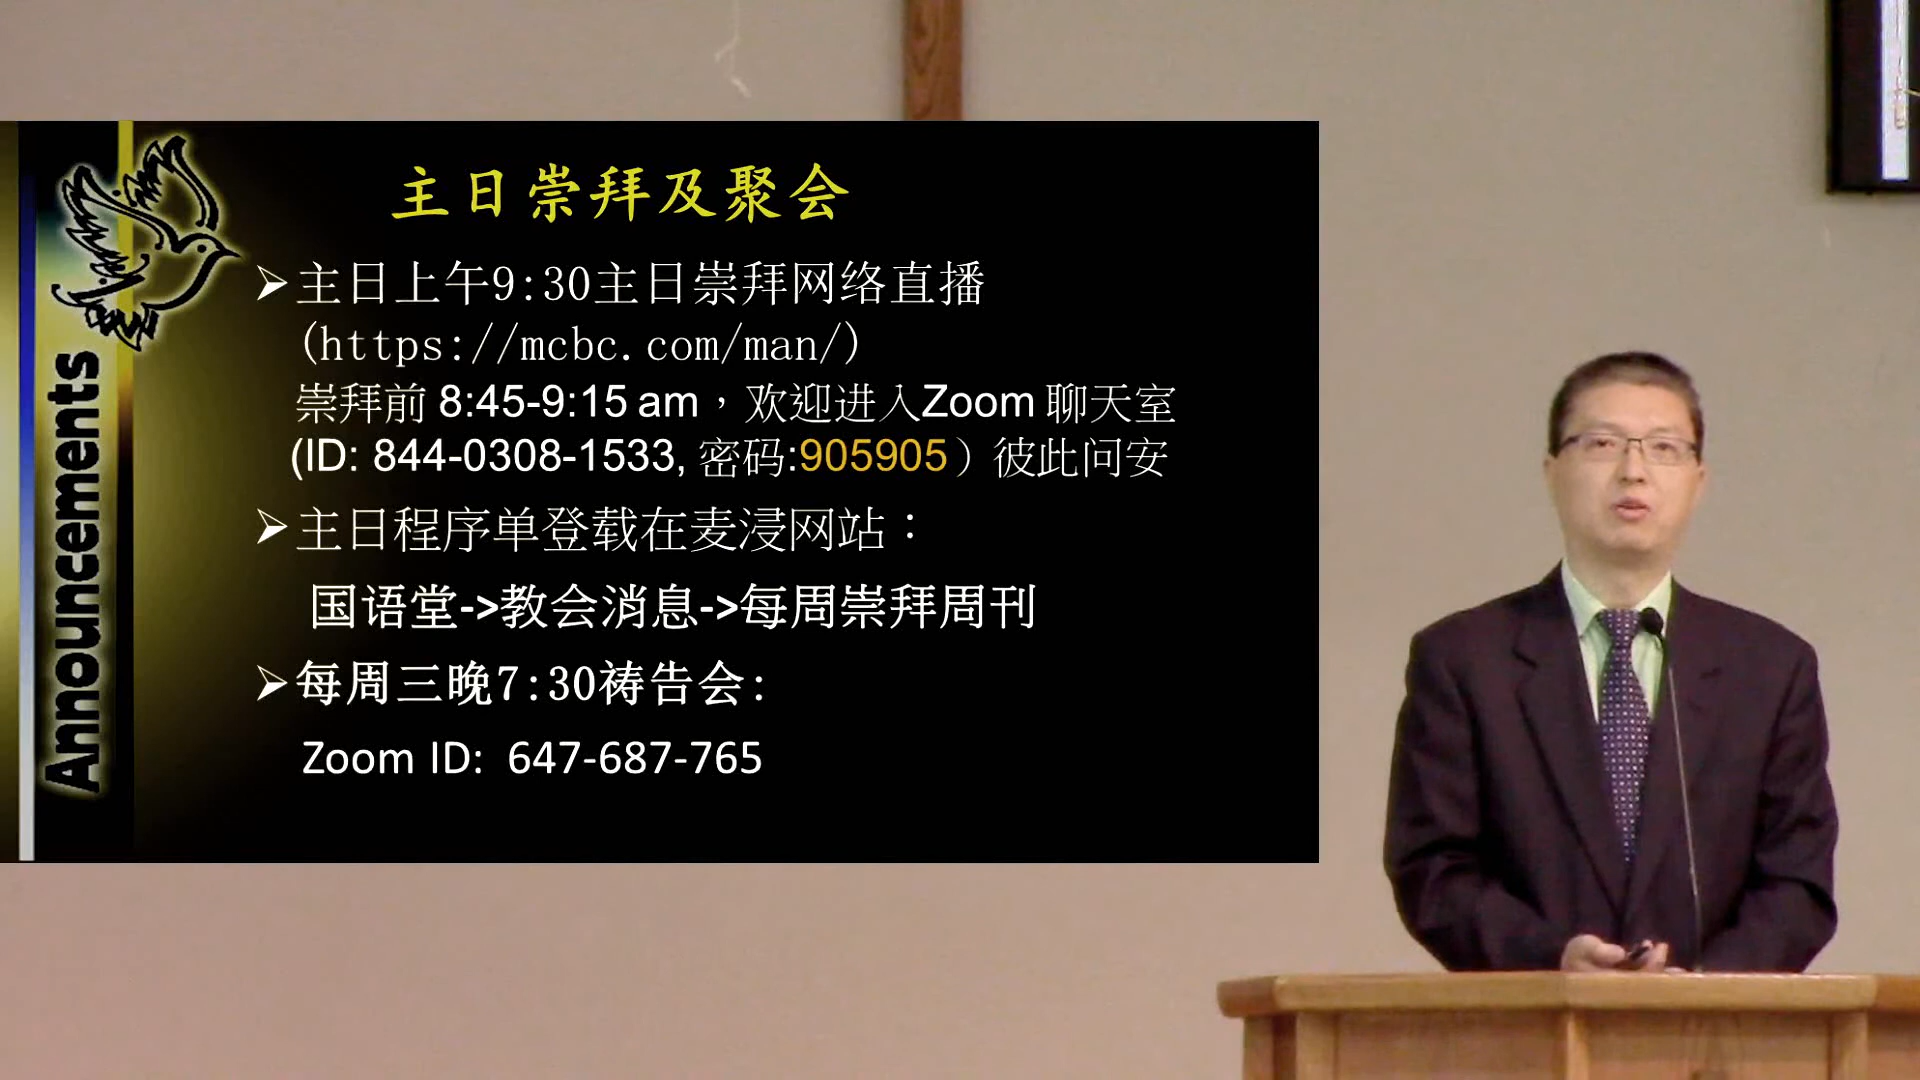 主日崇拜及聚会
Announcements
➢主日上午9:30主日崇拜网络直播
(https://mcbc.com/man/)
崇拜前 8:45-9:15 am，欢迎进入Zoom 聊天室
(ID: 844-0308-1533, 密码:905905）彼此问安
➢主日程序单登载在麦浸网站：
国语堂->教会消息->每周崇拜周刊
➢每周三晚7:30祷告会:
Zoom ID: 647-687-765